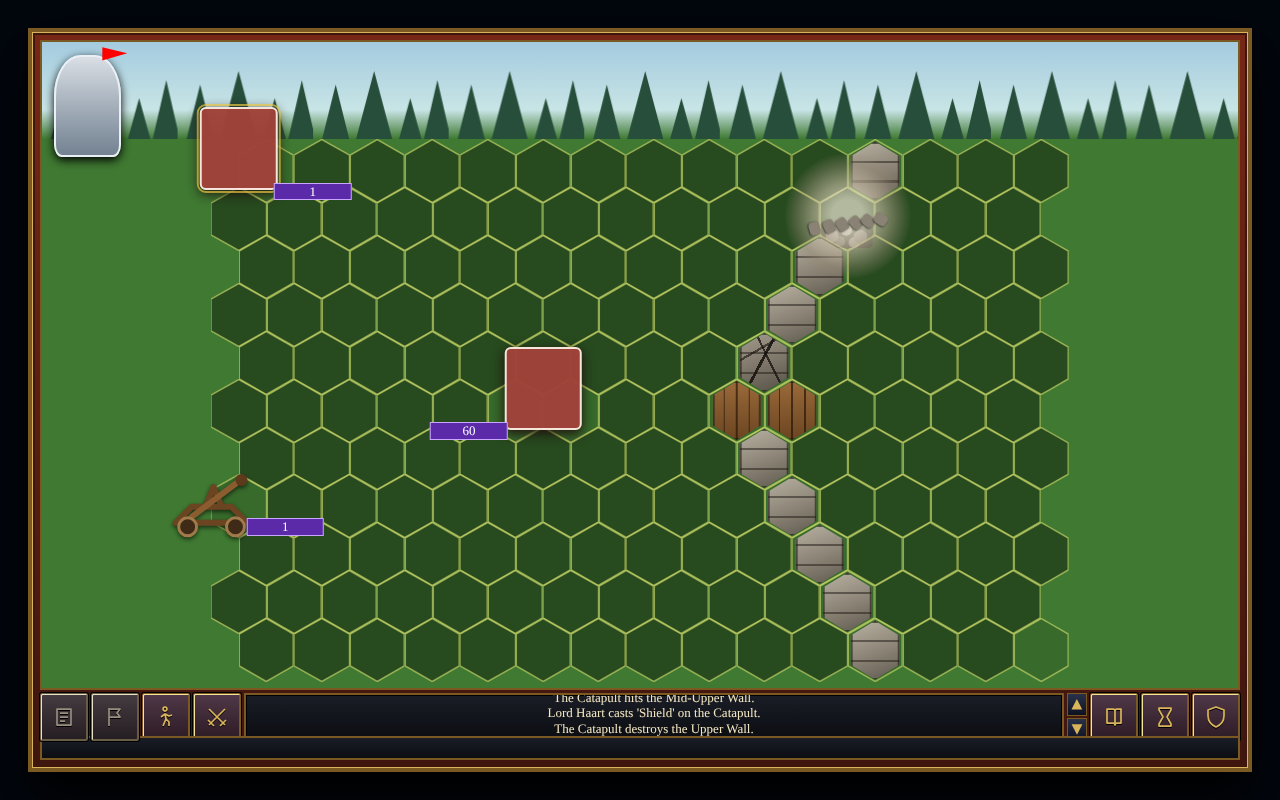 1
60
1
The Catapult hits the Mid-Upper Wall.
Lord Haart casts 'Shield' on the Catapult.
The Catapult destroys the Upper Wall.